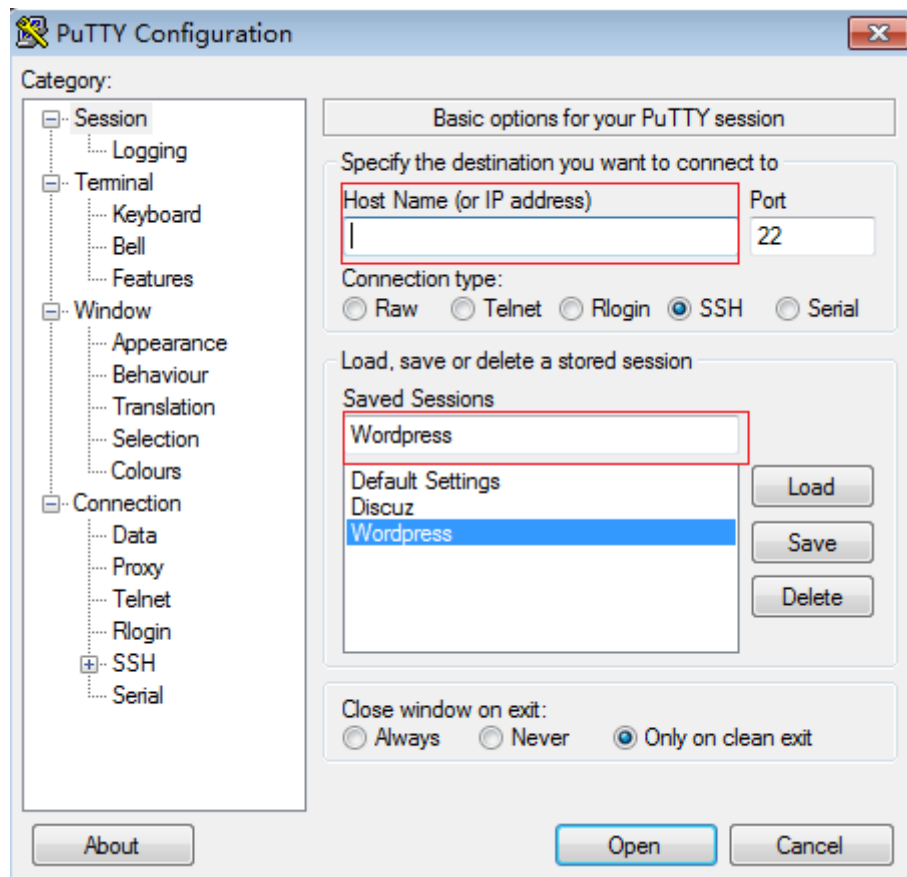 PuTTY Configuration
Category:
Session
Logging
Terminal
Keyboard
Bell
Features
Window
Appearance
Behaviour
Translation
Selection
Colours
Connection
Data
Proxy
Telnet
Rlogin
SSH
Serial
Basic options for your PuTTY session
Specify the destination you want to connect to
Host Name (or IP address) Port
22
Connection type:
Raw Telnet Rlogin SSH Serial
Load, save or delete a stored session
Saved Sessions
Wordpress
Default Settings
Discuz
Wordpress
Load
Save
Delete
Close window on exit:
Always Never Only on clean exit
About Open Cancel